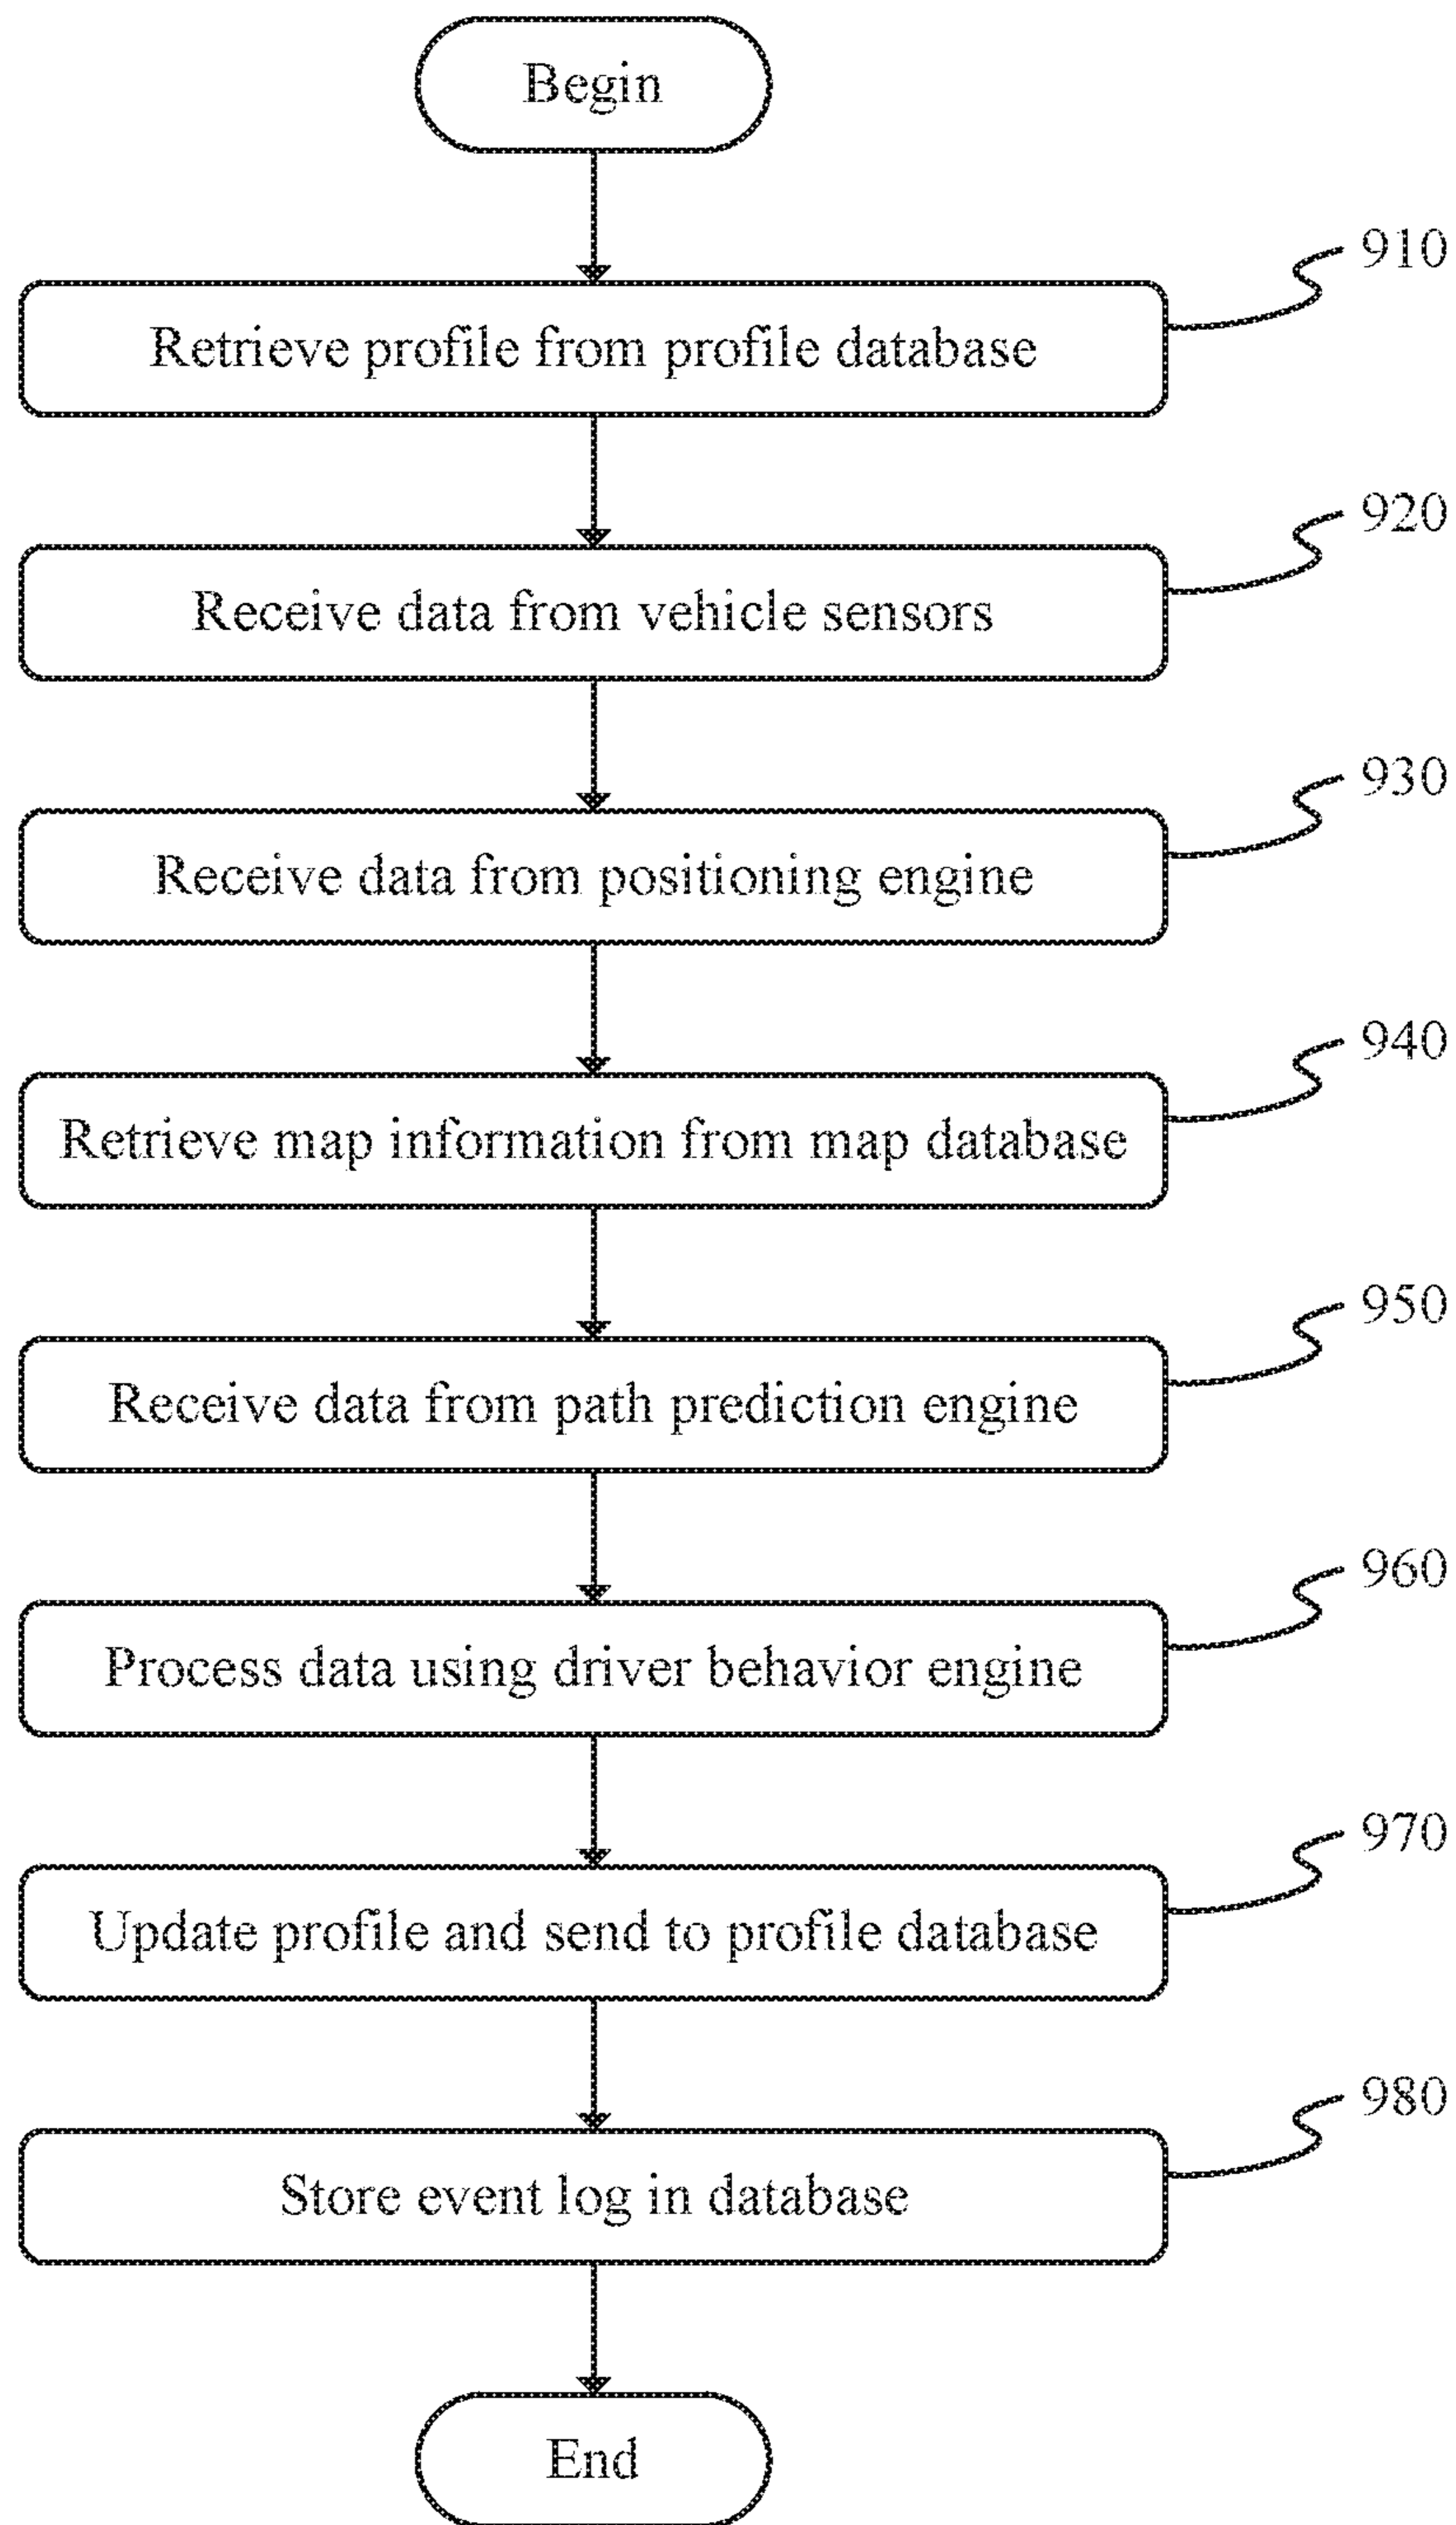 Begin
910
Retrieve profile from profile database
920
Receive data from vehicle sensors
930
Receive data from positioning engine
940
Retrieve map information from map database
950
Receive data from path prediction engine
960
Process data using driver behavior engine
970
Update profile and send to profile database
980
Store event log in database
End